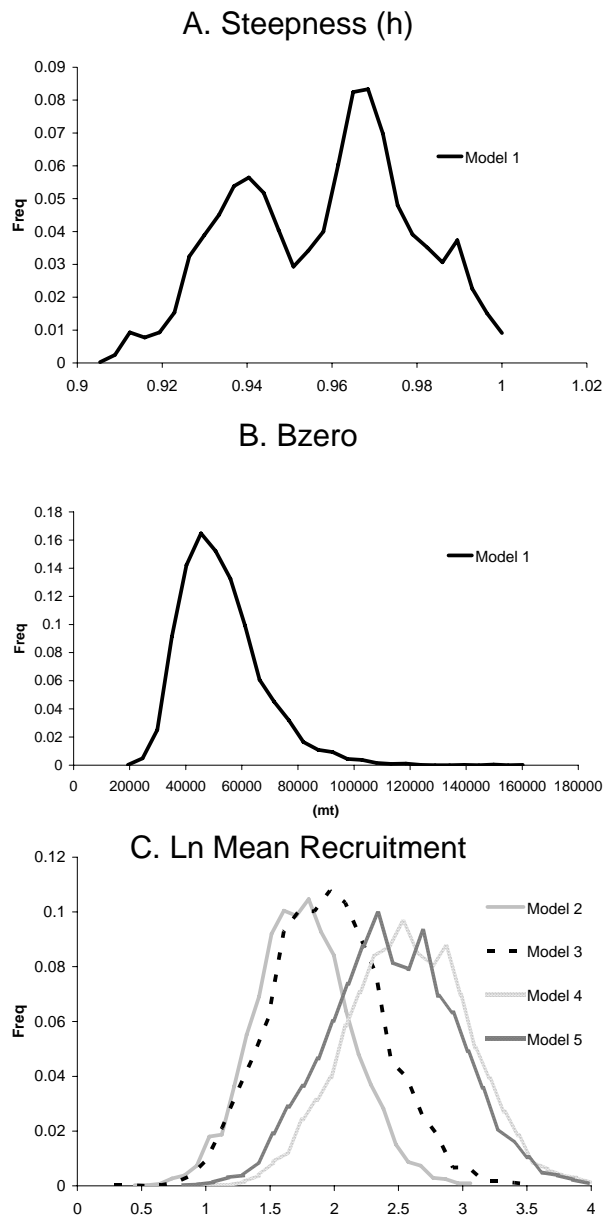 A. Steepness (h)
0.09
0.08
0.07
0.06
0.05
0.04
0.03
0.02
0.01
0
Freq
Model 1
0.9 0.92 0.94 0.96 0.98 1 1.02
B. Bzero
0.18
0.16
0.14
0.12
0.1
0.08
0.06
0.04
0.02
0
Freq
Model 1
0 20000 40000 60000 80000 100000 120000 140000 160000 180000
(mt)
C. Ln Mean Recruitment
0.12
0.1
0.08
0.06
0.04
0.02
0
Freq
Model 2
Model 3
Model 4
Model 5
0 0.5 1 1.5 2 2.5 3 3.5 4